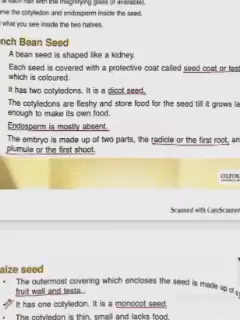 at each half with the magnifying glass (if available).
rve the cotyledon and endosperm inside the seed.
what you see inside the two halves.
nch Bean Seed
A bean seed is shaped like a kidney.
Each seed is covered with a protective coat called seed coat or test
which is coloured.
It has two cotyledons. It is a dicot seed.
The cotyledons are fleshy and store food for the seed till it grows la
enough to make its own food.
Endosperm is mostly absent.
The embryo is made up of two parts, the radicle or the first root, an
plumule or the first shoot.
OXFOR
Scanned with CamScanner
aize seed
• The outermost covering which encloses the seed is made up of
fruit wall and testa.
It has one cotyledon. It is a monocot seed.
• The cotyledon is thin, small and lacks food.